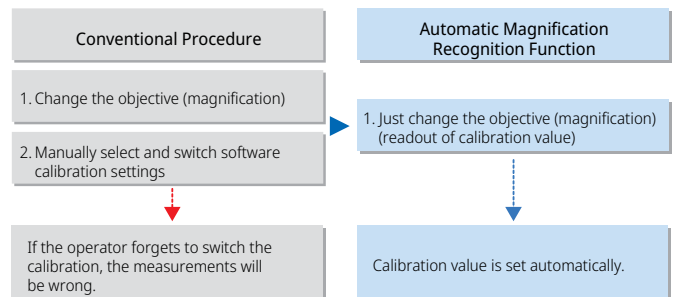 Conventional Procedure
1. Change the objective (magnification)
2. Manually select and switch software
calibration settings
If the operator forgets to switch the
calibration, the measurements will
be wrong.
Automatic Magnification
Recognition Function
1. Just change the objective (magnification)
(readout of calibration value)
Calibration value is set automatically.